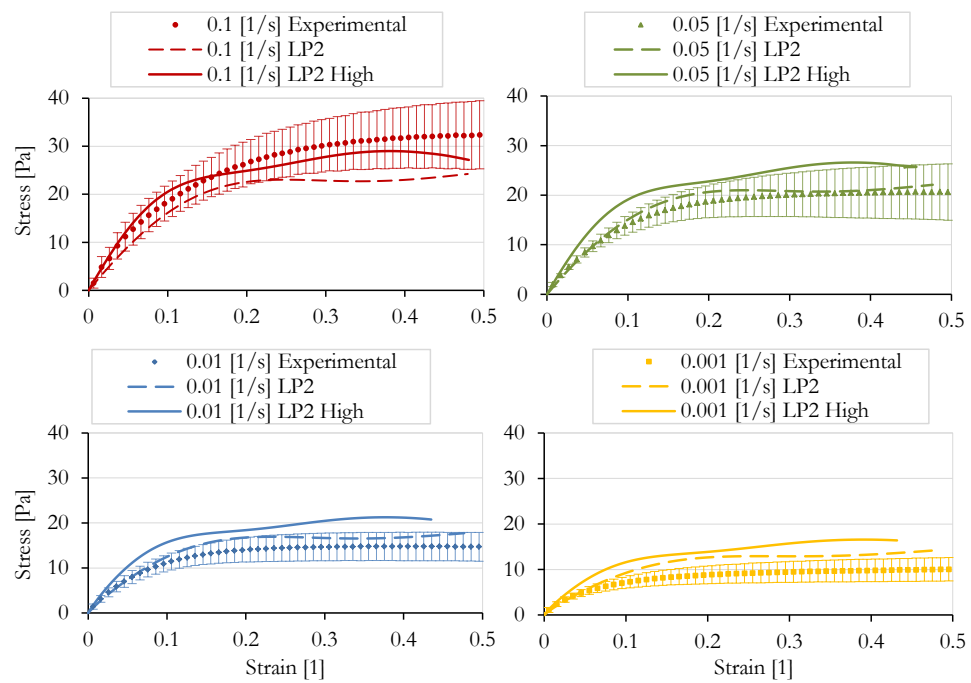 0.1 [1/s] Experimental
0.1 [1/s] LP2
0.1 [1/s] LP2 High
0.05 [1/s] Experimental
0.05 [1/s] LP2
0.05 [1/s] LP2 High
Stress [Pa]
40
30
20
10
0
0 0.1 0.2 0.3 0.4 0.5
40
30
20
10
0
0 0.1 0.2 0.3 0.4 0.5
0.01 [1/s] Experimental
0.01 [1/s] LP2
0.01 [1/s] LP2 High
0.001 [1/s] Experimental
0.001 [1/s] LP2
0.001 [1/s] LP2 High
Stress [Pa]
40
30
20
10
0
0 0.1 0.2 0.3 0.4 0.5
Strain [1]
40
30
20
10
0
0 0.1 0.2 0.3 0.4 0.5
Strain [1]